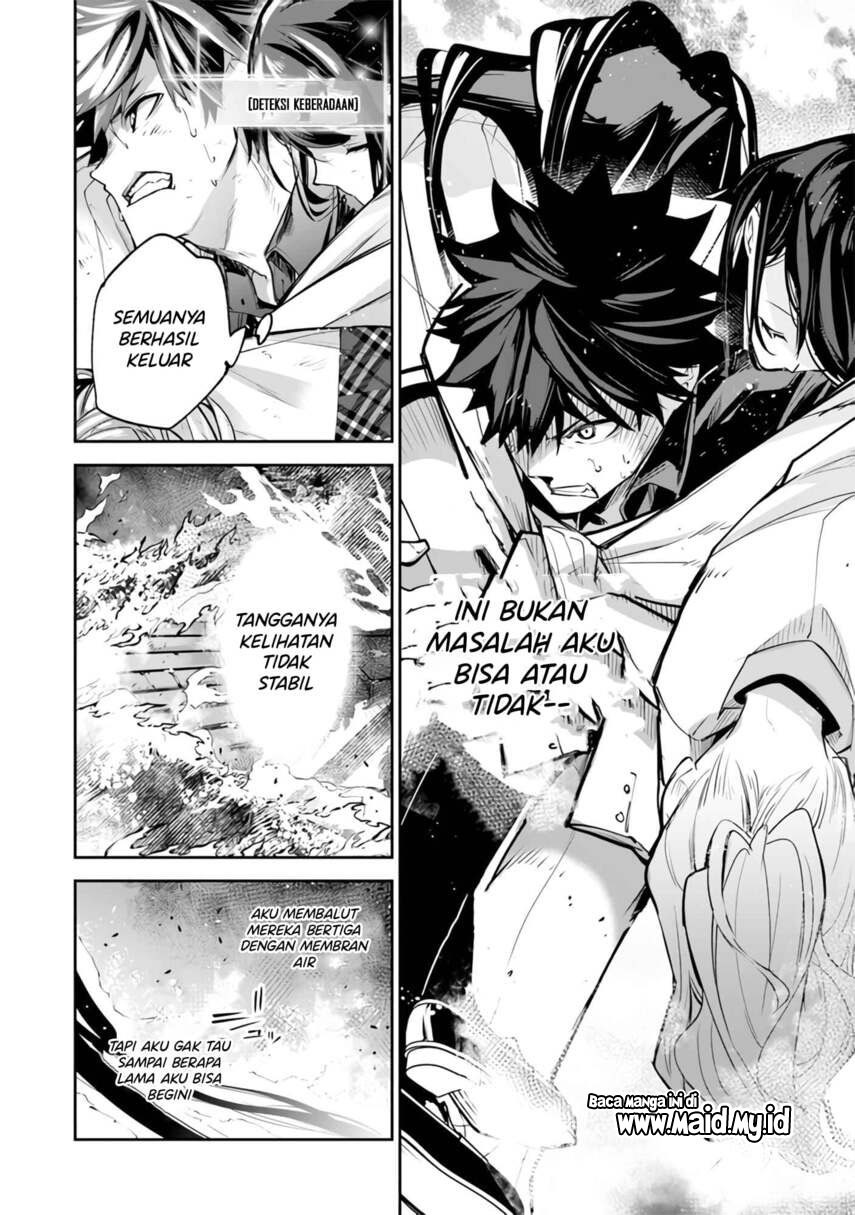 INI BUKAN
MASALAH AKU
BISA ATAU
TIDAK--
[DETEKSI KEBERADAAN]
SEMUANYA
BERHASIL
KELUAR
TANGGANYA
KELIHATAN
TIDAK
STABIL
AKU MEMBALUT
MEREKA BERTIGA
DENGAN MEMBRAN
AIR
TAPI AKU GAK TAU
SAMPAI BERAPA
LAMA AKU BISA
BEGINI
Baca Manga ini di
www.Maid.my.id